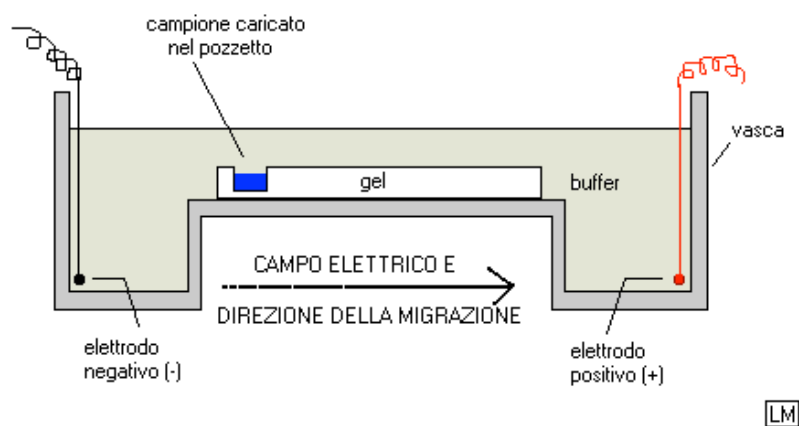 campione caricato
nel pozzetto
vasca
gel
buffer
CAMPO ELETTRICO E
DIREZIONE DELLA MIGRAZIONE
elettrodo
negativo (-)
elettrodo
positivo (+)
LM